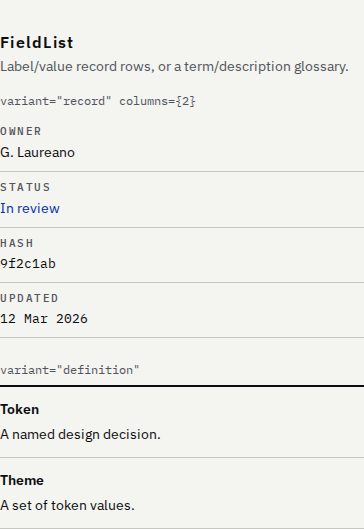 FieldList
Label/value record rows, or a term/description glossary.
variant="record" columns={2}
OWNER
G. Laureano
STATUS
In review
HASH
9f2c1ab
UPDATED
12 Mar 2026
variant="definition"
Token
A named design decision.
Theme
A set of token values.